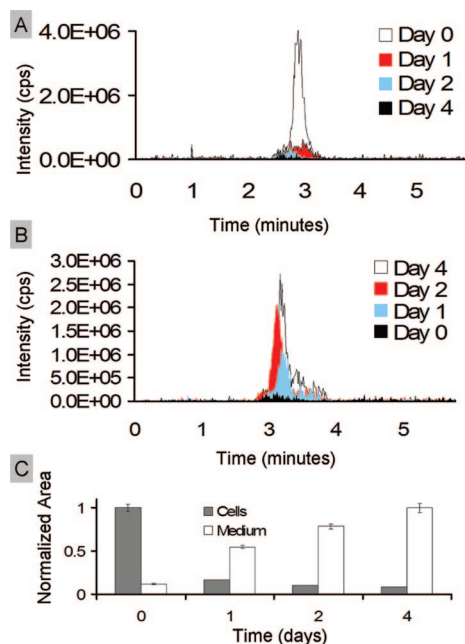 A
Intensity (cps)
4.0E+06
2.0E+06
0.0E+00
Day 0
Day 1
Day 2
Day 4
0 1 2 3 4 5
Time (minutes)
B
Intensity (cps)
3.0E+06
2.5E+06
2.0E+06
1.5E+06
1.0E+06
5.0E+05
0.0E+00
Day 4
Day 2
Day 1
Day 0
0 1 2 3 4 5
Time (minutes)
C
Normalized Area
1
0.5
0
Cells
Medium
0 1 2 4
Time (days)